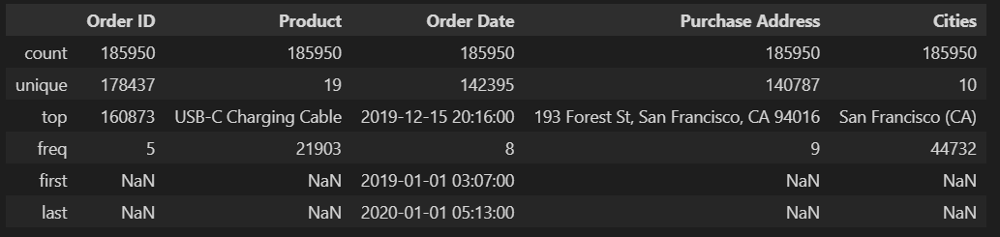 Order ID Product Order Date Purchase Address Cities
count 185950 185950 185950 185950 185950
unique 178437 19 142395 140787 10
top 160873 USB-C Charging Cable 2019-12-15 20:16:00 193 Forest St, San Francisco, CA 94016 San Francisco (CA)
freq 5 21903 8 9 44732
first NaN NaN 2019-01-01 03:07:00 NaN NaN
last NaN NaN 2020-01-01 05:13:00 NaN NaN